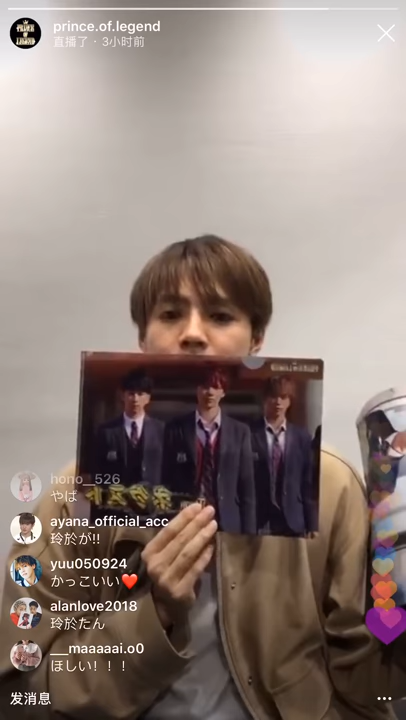 prince.of.legend
直播了・3小时前
hono__526
やば
ayana_official_acc
玲於が!!
yuu050924
かっこいい❤️
alanlove2018
玲於たん
___maaaaai.o0
ほしい！！！
发消息